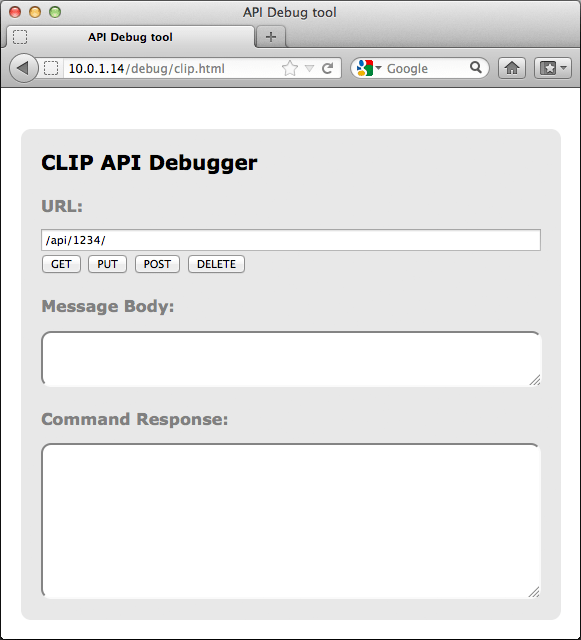 API Debug tool
API Debug tool
10.0.1.14/debug/clip.html
Google
CLIP API Debugger
URL:
/api/1234/
GET PUT POST DELETE
Message Body:
Command Response: